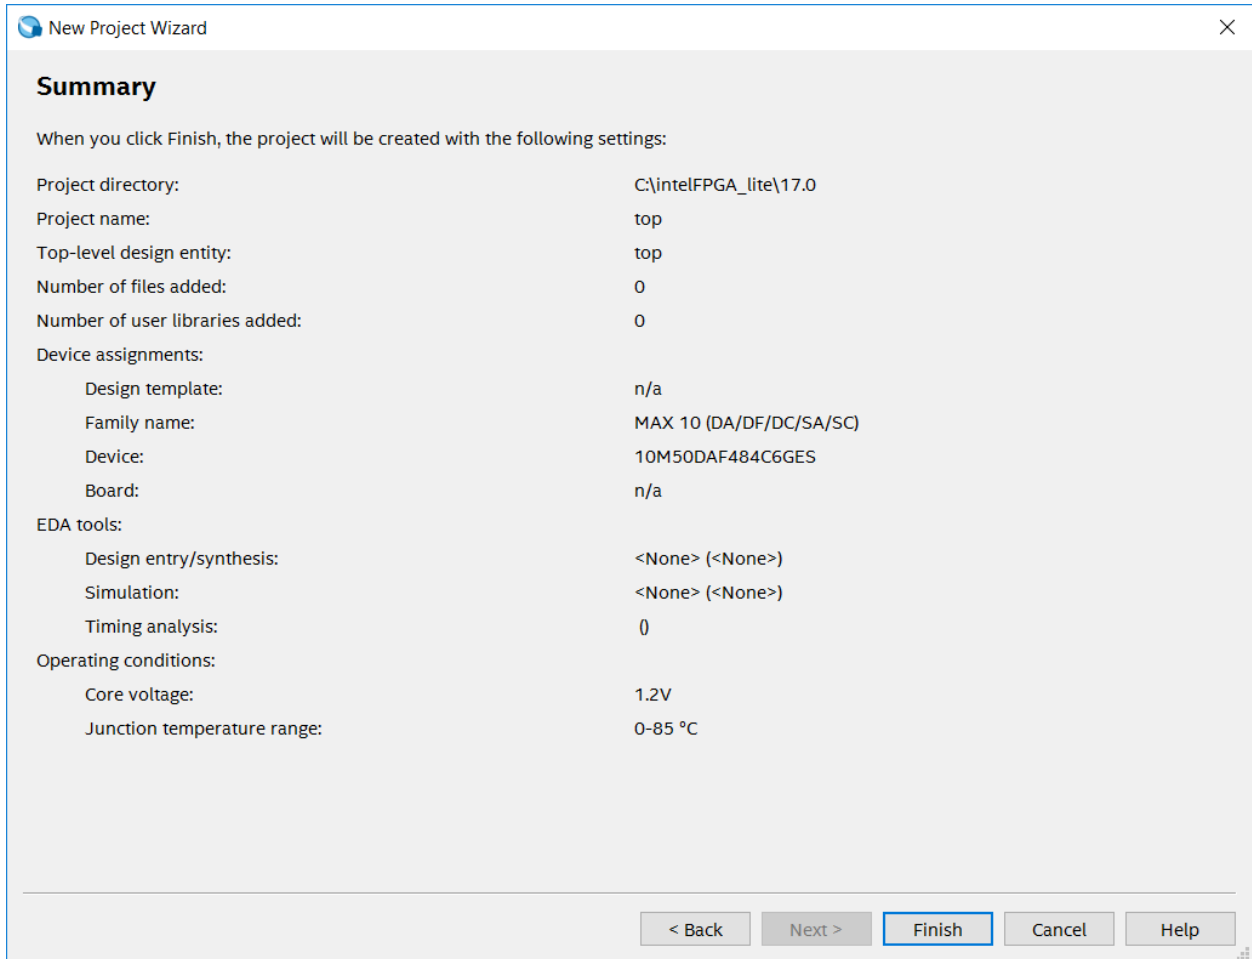 New Project Wizard
Summary
When you click Finish, the project will be created with the following settings:
Project directory: C:\intelFPGA_lite\17.0
Project name: top
Top-level design entity: top
Number of files added: 0
Number of user libraries added: 0
Device assignments:
Design template: n/a
Family name: MAX 10 (DA/DF/DC/SA/SC)
Device: 10M50DAF484C6GES
Board: n/a
EDA tools:
Design entry/synthesis: <None> (<None>)
Simulation: <None> (<None>)
Timing analysis: ()
Operating conditions:
Core voltage: 1.2V
Junction temperature range: 0-85 °C
< Back Next > Finish Cancel Help